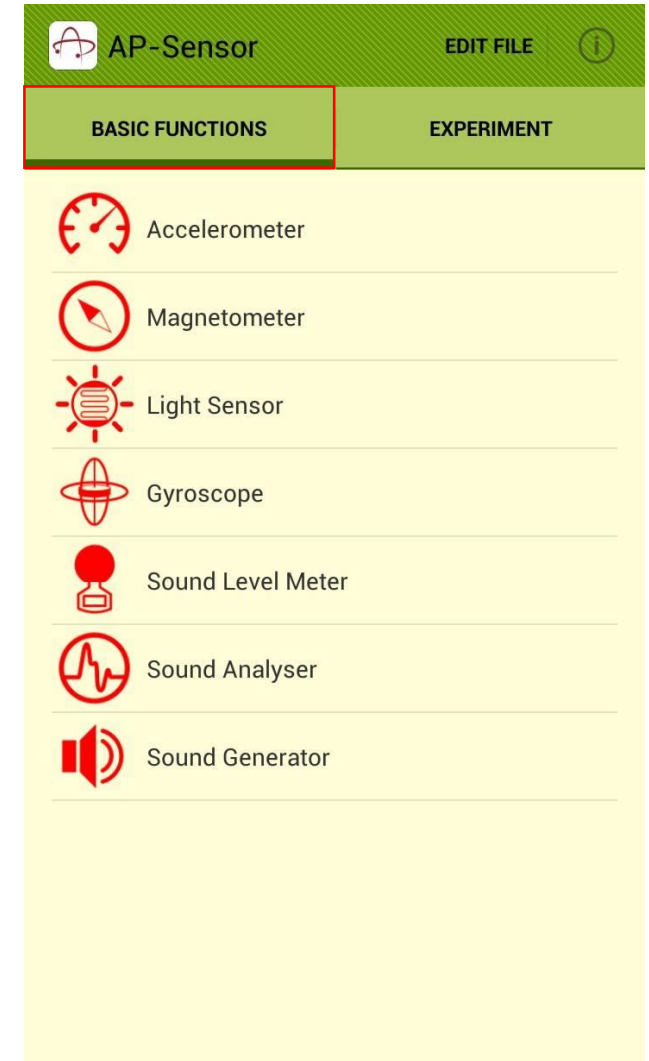 AP-Sensor EDIT FILE
BASIC FUNCTIONS EXPERIMENT
Accelerometer
Magnetometer
Light Sensor
Gyroscope
Sound Level Meter
Sound Analyser
Sound Generator